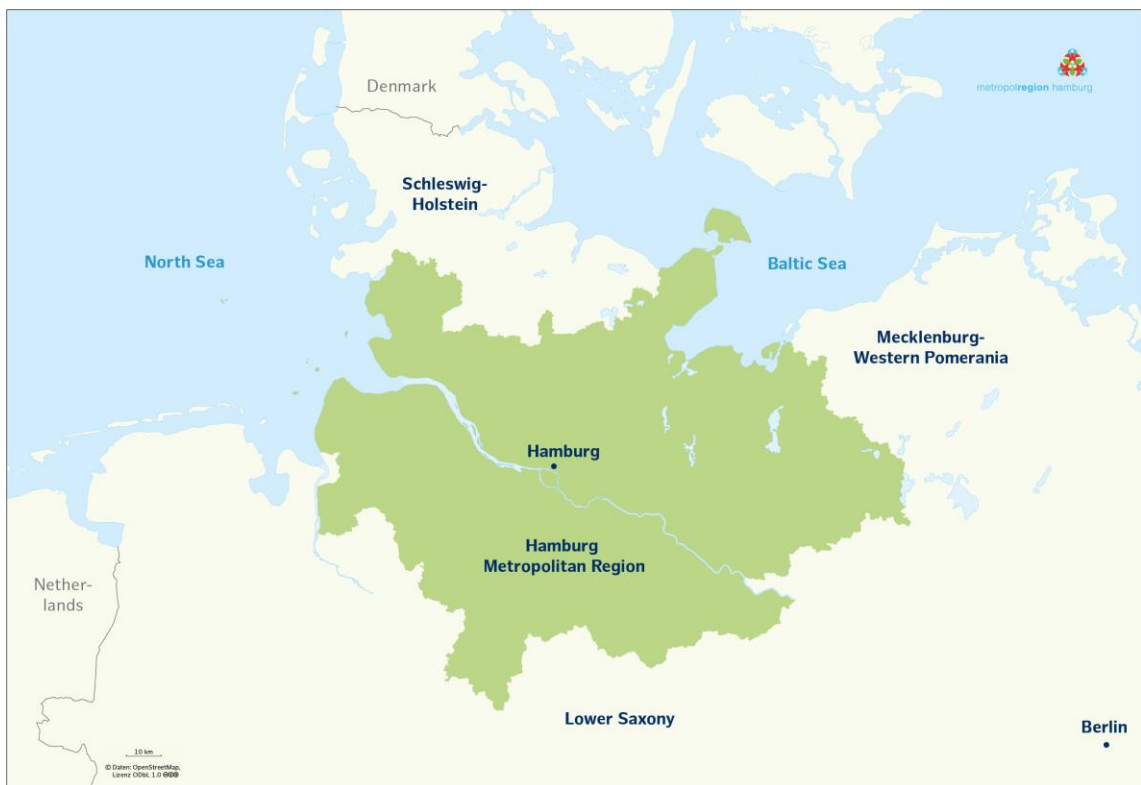 Denmark
metropolregion hamburg
Schleswig-
Holstein
North Sea
Baltic Sea
Mecklenburg-
Western Pomerania
Hamburg
Hamburg
Metropolitan Region
Nether-
lands
Lower Saxony
Berlin
10 km
© Daten: OpenStreetMap,
Lizenz ODbL 1.0